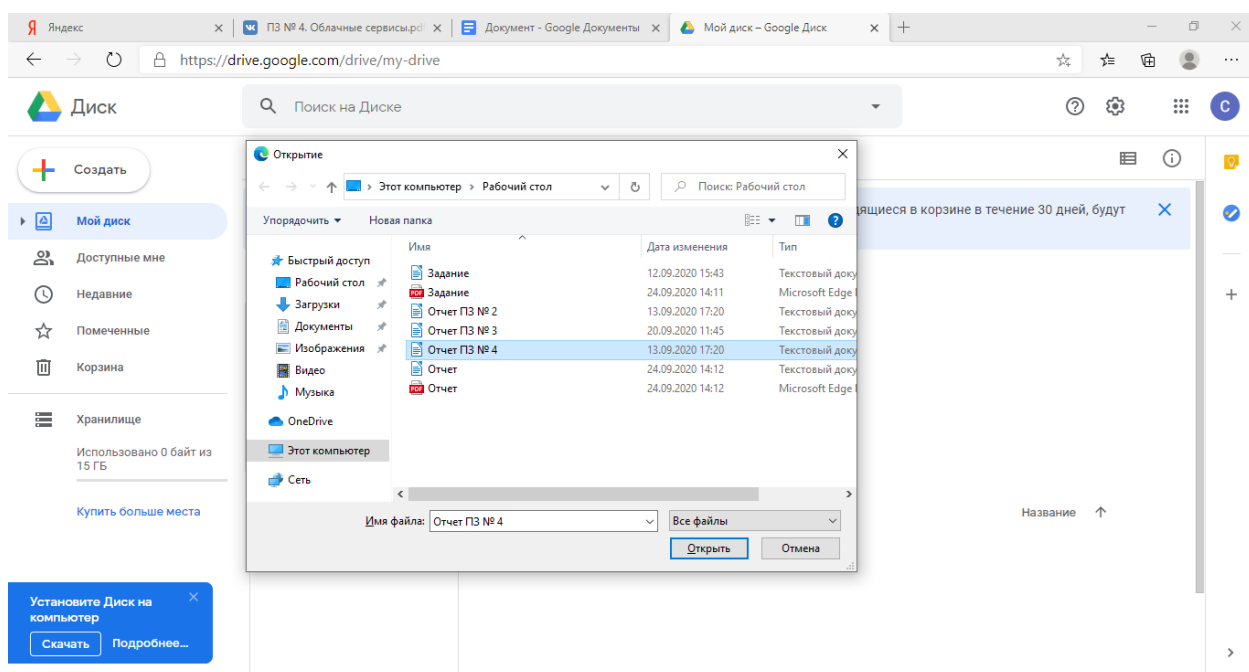 Яндекс
ПЗ № 4. Облачные сервисы.pd
Документ - Google Документы
Мой диск – Google Диск
https://drive.google.com/drive/my-drive
Диск
Поиск на Диске
С
Создать
Мой диск
Доступные мне
Недавние
Помеченные
Корзина
Хранилище
Использовано 0 байт из
15 ГБ
Купить больше места
Установите Диск на
компьютер
Скачать Подробнее...
Открытие
Этот компьютер › Рабочий стол
Поиск: Рабочий стол
Упорядочить Новая папка
Быстрый доступ
Рабочий стол
Загрузки
Документы
Изображения
Видео
Музыка
OneDrive
Этот компьютер
Сеть
Имя Дата изменения Тип
Задание 12.09.2020 15:43 Текстовый доку
Задание 24.09.2020 14:11 Microsoft Edge
Отчет ПЗ № 2 13.09.2020 17:20 Текстовый доку
Отчет ПЗ № 3 20.09.2020 11:45 Текстовый доку
Отчет ПЗ № 4 13.09.2020 17:20 Текстовый доку
Отчет 24.09.2020 14:12 Текстовый доку
Отчет 24.09.2020 14:12 Microsoft Edge
Имя файла: Отчет ПЗ № 4 Все файлы
Открыть Отмена
дящиеся в корзине в течение 30 дней, будут
Название